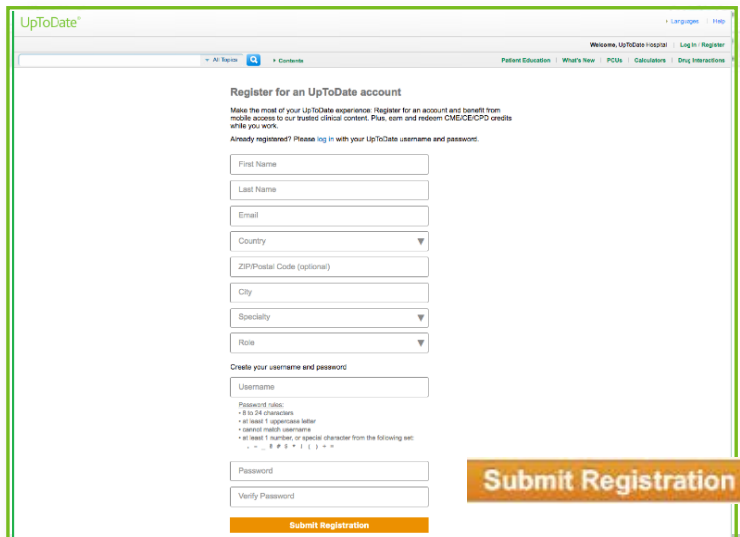 UpToDate®
Languages | Help
Welcome, UpToDate Hospital | Log In / Register
All Topics Contents Patient Education | What's New | PCUs | Calculators | Drug Interactions
Register for an UpToDate account
Make the most of your UpToDate experience: Register for an account and benefit from
mobile access to our trusted clinical content. Plus, earn and redeem CME/CE/CPD credits
while you work.
Already registered? Please log in with your UpToDate username and password.
First Name
Last Name
Email
Country
ZIP/Postal Code (optional)
City
Specialty
Role
Create your username and password
Username
Password rules:
• 8 to 24 characters
• at least 1 uppercase letter
• cannot match username
• at least 1 number, or special character from the following set:
Password
Verify Password
Submit Registration
Submit Registration